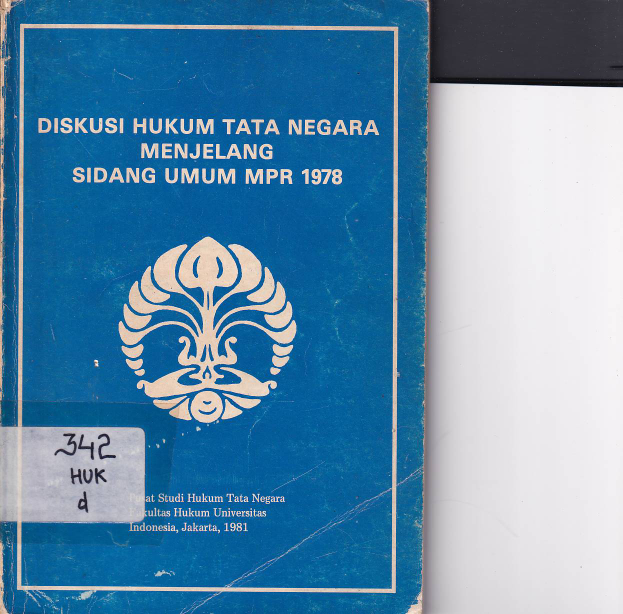 DISKUSI HUKUM TATA NEGARA
MENJELANG
SIDANG UMUM MPR 1978
342
HUK
d
Studi Hukum Tata Negara
Hukum Universitas
Indonesia, Jakarta, 1981